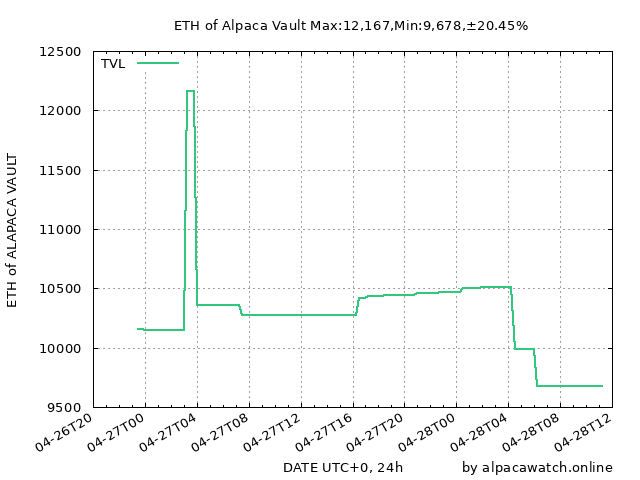 ETH of Alpaca Vault Max:12,167,Min:9,678,±20.45%
TVL
12500
12000
11500
11000
10500
10000
9500
ETH of ALAPACA VAULT
04-26T20
04-27T00
04-27T04
04-27T08
04-27T12
04-27T16
04-27T20
04-28T00
04-28T04
04-28T08
04-28T12
DATE UTC+0, 24h
by alpacawatch.online